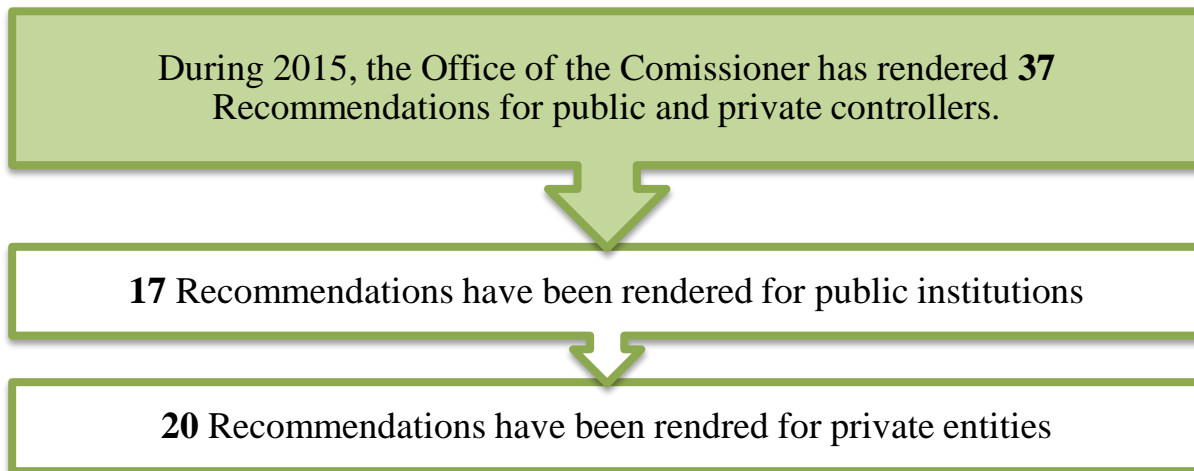 During 2015, the Office of the Comissioner has rendered 37
Recommendations for public and private controllers.
17 Recommendations have been rendered for public institutions
20 Recommendations have been rendred for private entities